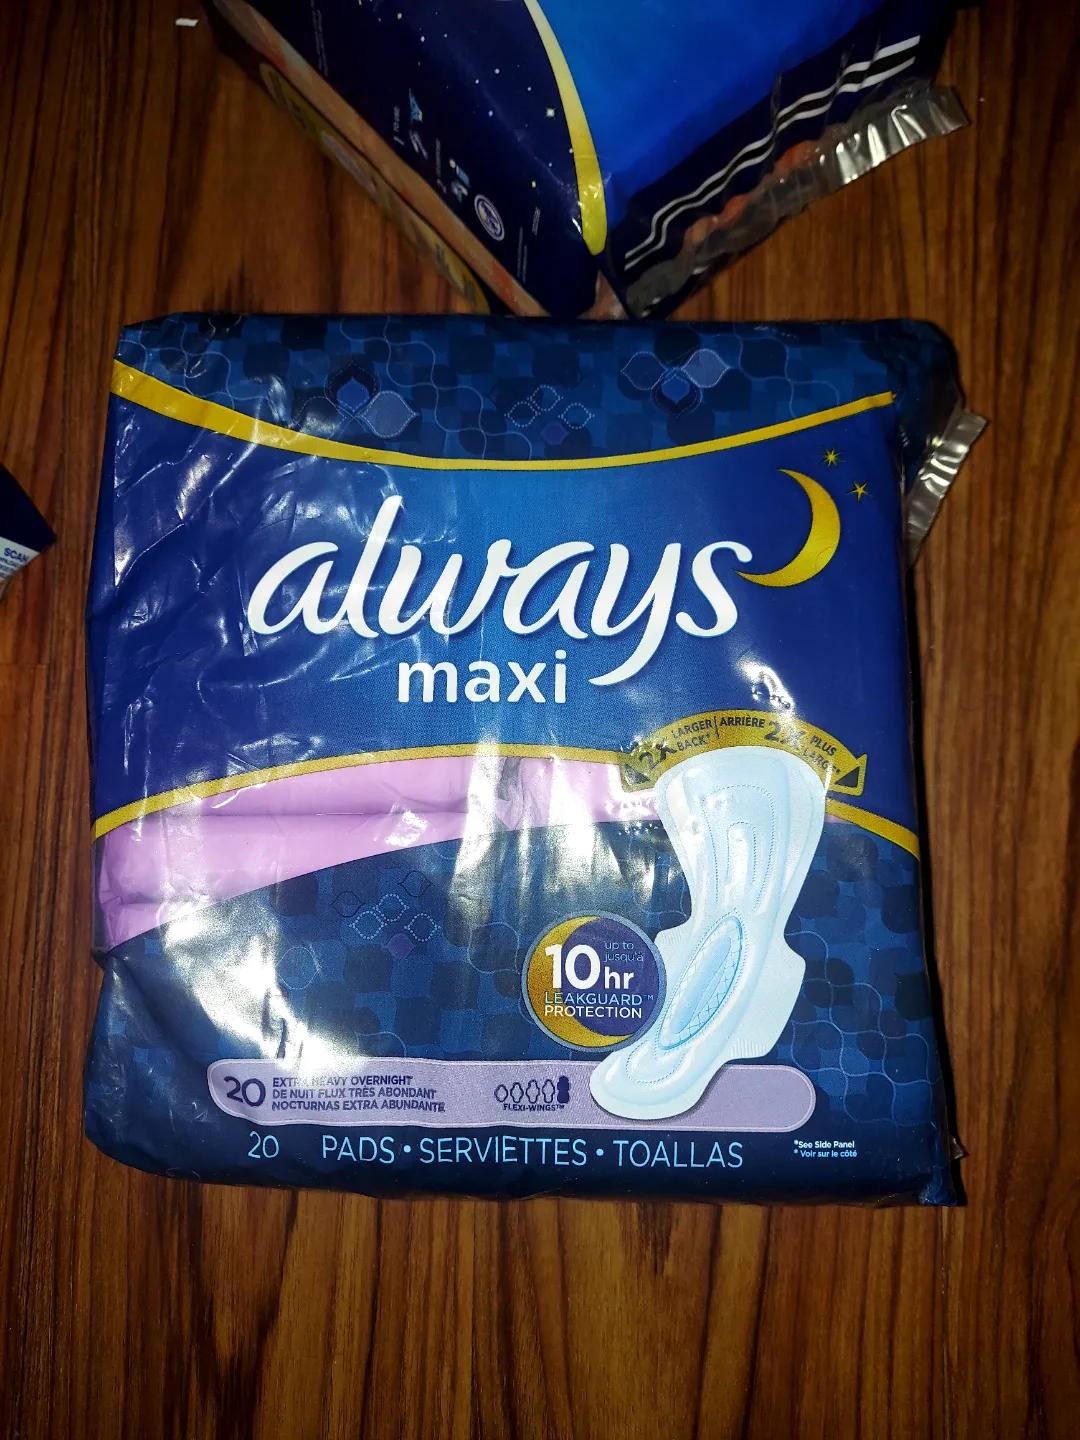 SCAN
always
maxi
2X LARGER BACK* | ARRIÈRE 2X PLUS LARGE*
10hr
up to
jusqu'à
LEAKGUARD™
PROTECTION
20
EXTRA HEAVY OVERNIGHT
DE NUIT FLUX TRÈS ABONDANT
NOCTURNAS EXTRA ABUNDANTE
FLEXI-WINGS™
20 PADS • SERVIETTES • TOALLAS
*See Side Panel
* Voir sur le côté